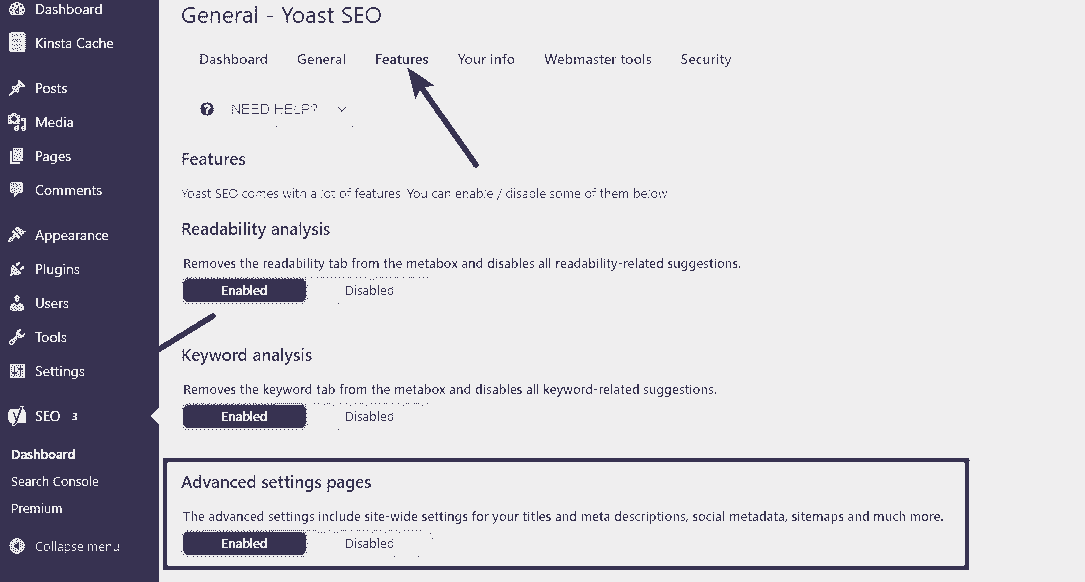 Dashboard
Kinsta Cache
Posts
Media
Pages
Comments
Appearance
Plugins
Users
Tools
Settings
SEO 3
Dashboard
Search Console
Premium
Collapse menu
General - Yoast SEO
Dashboard General Features Your info Webmaster tools Security
NEED HELP?
Features
Yoast SEO comes with a lot of features. You can enable / disable some of them below
Readability analysis
Removes the readability tab from the metabox and disables all readability-related suggestions.
Enabled Disabled
Keyword analysis
Removes the keyword tab from the metabox and disables all keyword-related suggestions.
Enabled Disabled
Advanced settings pages
The advanced settings include site-wide settings for your titles and meta descriptions, social metadata, sitemaps and much more.
Enabled Disabled